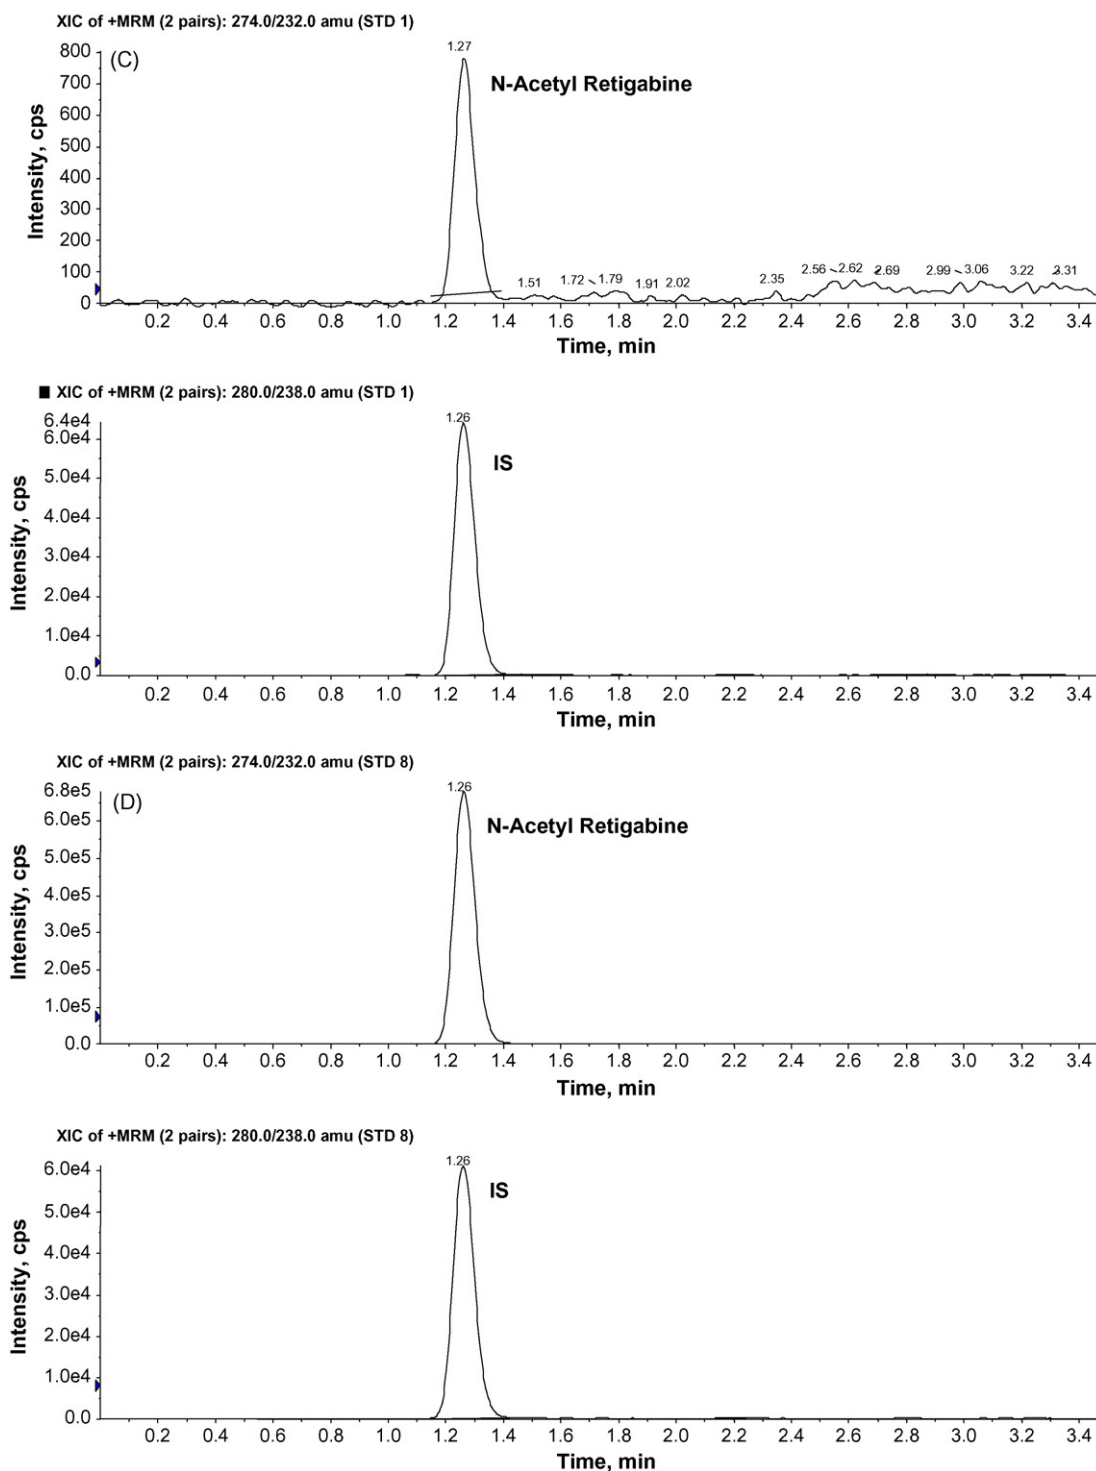 XIC of +MRM (2 pairs): 274.0/232.0 amu (STD 1)
(C)
1.27
N-Acetyl Retigabine
Intensity, cps
800
700
600
500
400
300
200
100
0
1.51 1.72 1.79 1.91 2.02 2.35 2.56 2.62 2.69 2.99 3.06 3.22 3.31
0.2 0.4 0.6 0.8 1.0 1.2 1.4 1.6 1.8 2.0 2.2 2.4 2.6 2.8 3.0 3.2 3.4
Time, min
XIC of +MRM (2 pairs): 280.0/238.0 amu (STD 1)
1.26
IS
Intensity, cps
6.4e4
6.0e4
5.0e4
4.0e4
3.0e4
2.0e4
1.0e4
0.0
0.2 0.4 0.6 0.8 1.0 1.2 1.4 1.6 1.8 2.0 2.2 2.4 2.6 2.8 3.0 3.2 3.4
Time, min
XIC of +MRM (2 pairs): 274.0/232.0 amu (STD 8)
(D)
1.26
N-Acetyl Retigabine
Intensity, cps
6.8e5
6.0e5
5.0e5
4.0e5
3.0e5
2.0e5
1.0e5
0.0
0.2 0.4 0.6 0.8 1.0 1.2 1.4 1.6 1.8 2.0 2.2 2.4 2.6 2.8 3.0 3.2 3.4
Time, min
XIC of +MRM (2 pairs): 280.0/238.0 amu (STD 8)
1.26
IS
Intensity, cps
6.0e4
5.0e4
4.0e4
3.0e4
2.0e4
1.0e4
0.0
0.2 0.4 0.6 0.8 1.0 1.2 1.4 1.6 1.8 2.0 2.2 2.4 2.6 2.8 3.0 3.2 3.4
Time, min